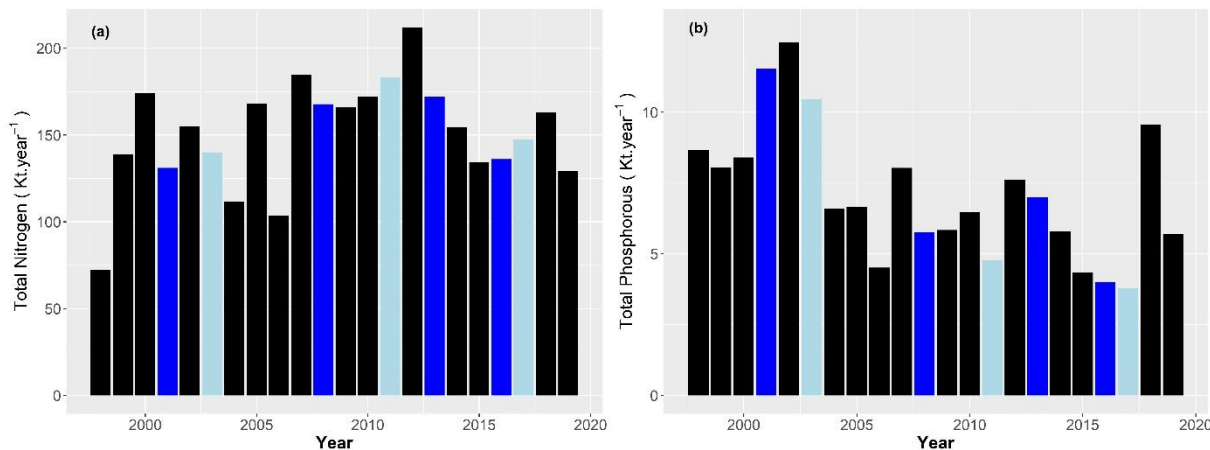 (a)
200
150
100
50
0
Total Nitrogen ( Kt.year⁻¹ )
2000 2005 2010 2015 2020
Year
(b)
10
5
0
Total Phosphorous ( Kt.year⁻¹ )
2000 2005 2010 2015 2020
Year